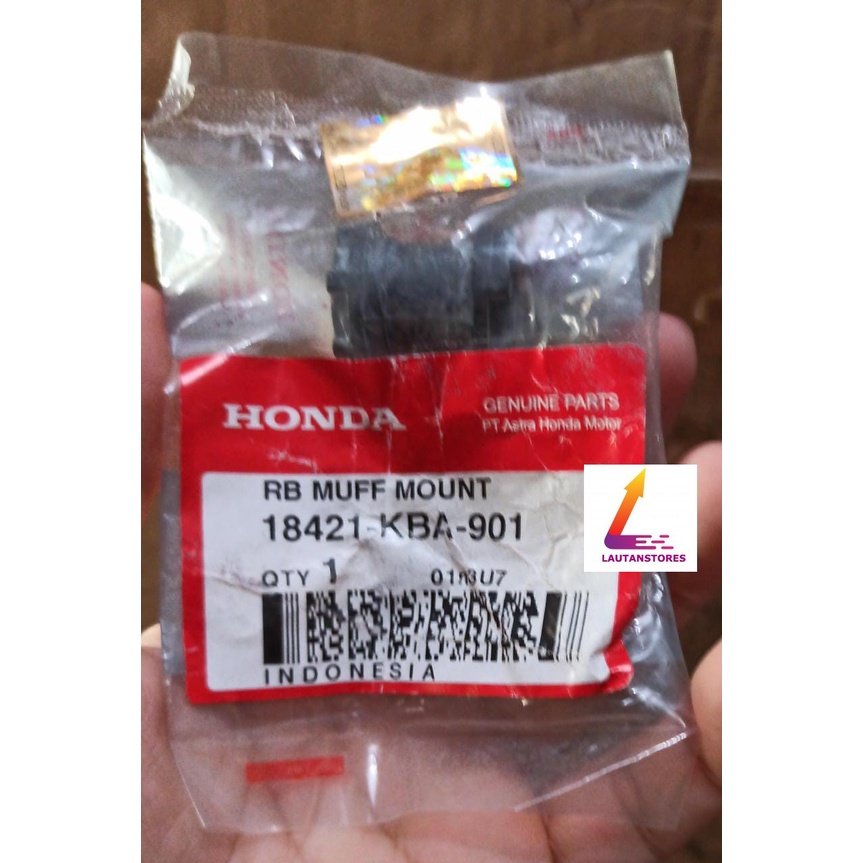 HONDA
GENUINE PARTS
PT Astra Honda Motor
RB MUFF MOUNT
18421-KBA-901
QTY 1
INDONESIA
LAUTANSTORES